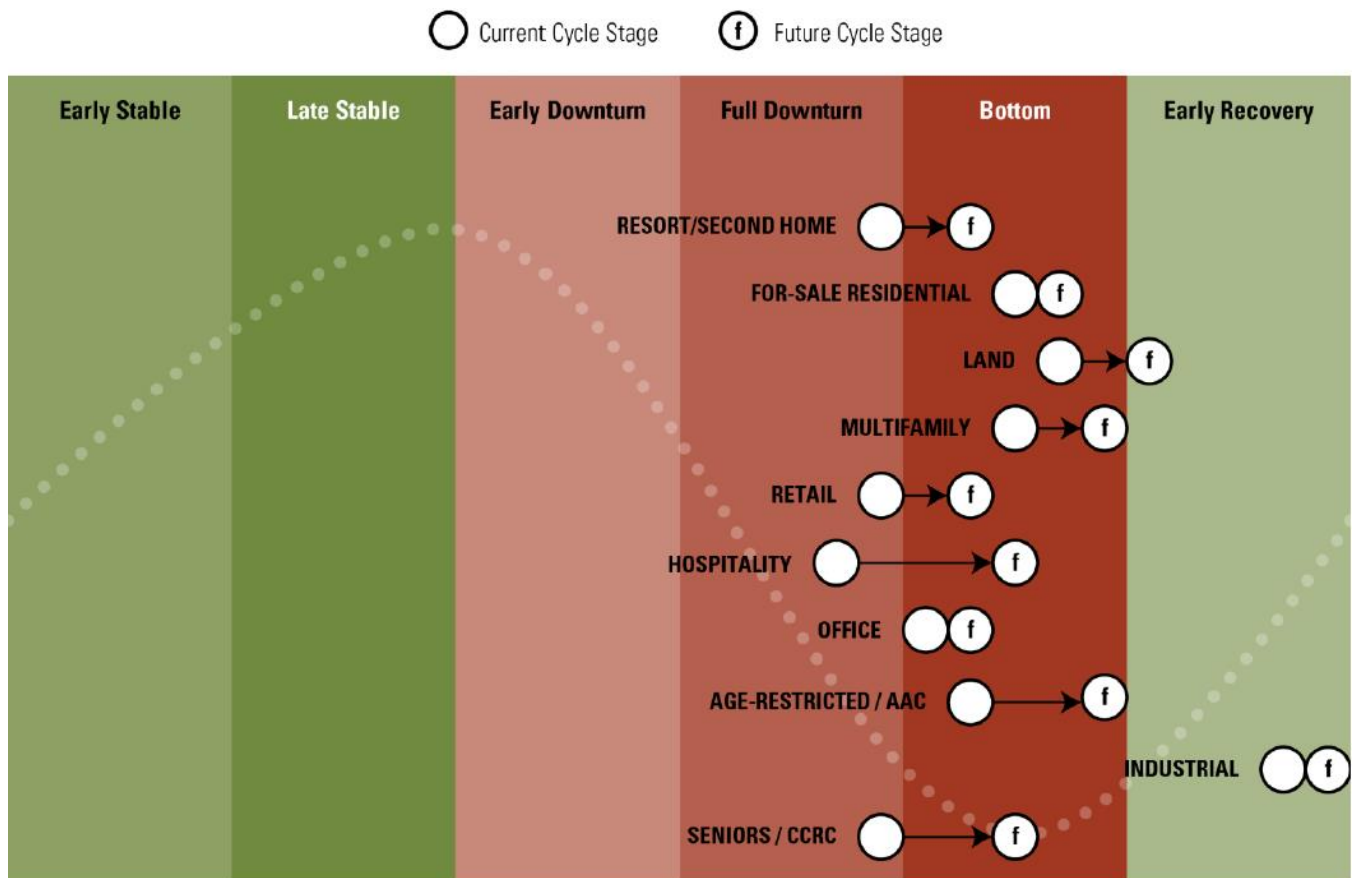 Current Cycle Stage
f Future Cycle Stage
Early Stable
Late Stable
Early Downturn
Full Downturn
Bottom
Early Recovery
RESORT/SECOND HOME f
FOR-SALE RESIDENTIAL f
LAND f
MULTIFAMILY f
RETAIL f
HOSPITALITY f
OFFICE f
AGE-RESTRICTED / AAC f
INDUSTRIAL f
SENIORS / CCRC f